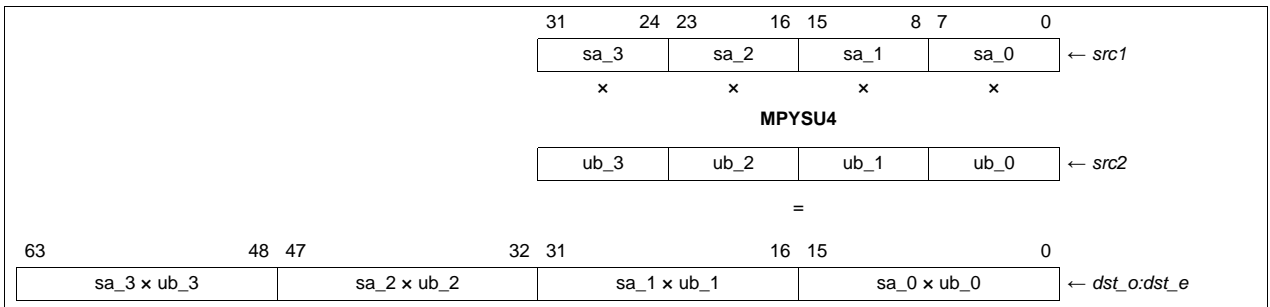 31 24 23 16 15 8 7 0
sa_3 sa_2 sa_1 sa_0 ← src1
× × × ×
MPYSU4
ub_3 ub_2 ub_1 ub_0 ← src2
=
63 48 47 32 31 16 15 0
sa_3 × ub_3 sa_2 × ub_2 sa_1 × ub_1 sa_0 × ub_0 ← dst_o:dst_e